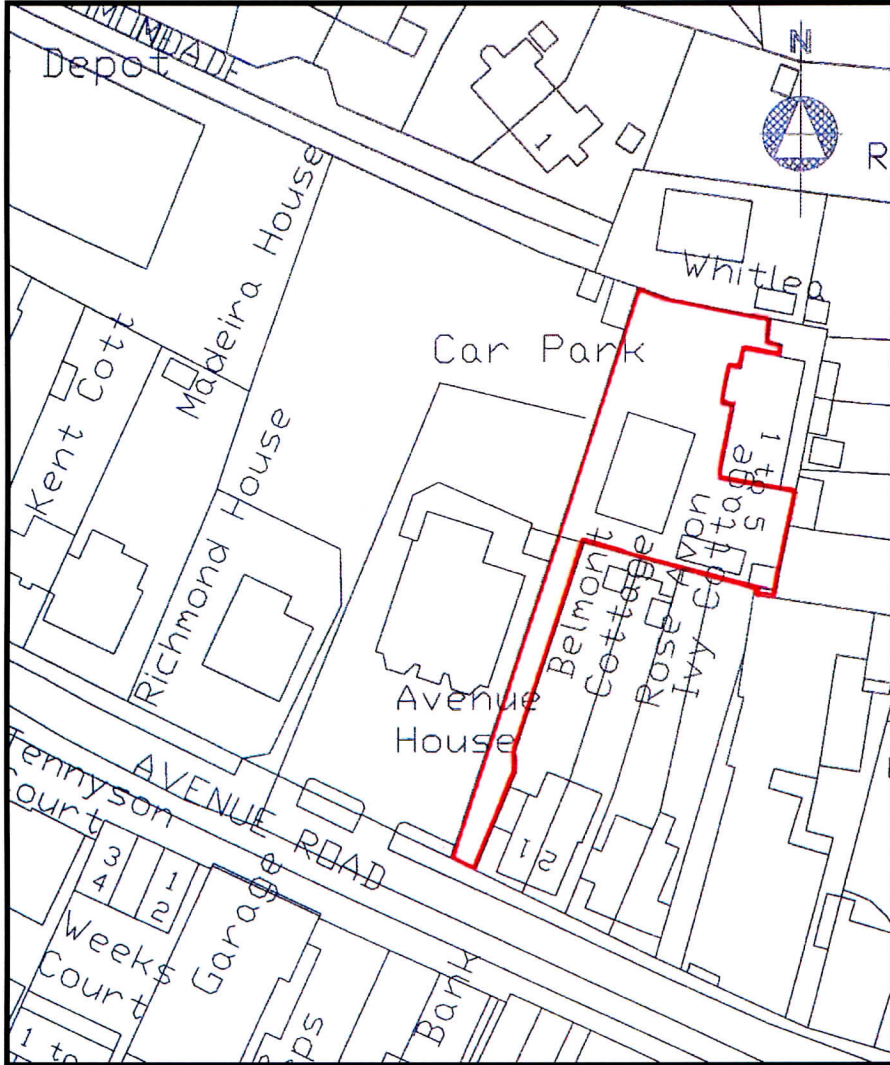 Depot
N
R
1
Whitlea
Madeira House
Car Park
Kent Cott
1 to 5
Richmond House
Belmont
Cottage
Rose
Avon
Ivy Cottage
Avenue
House
Tennyson
Court
AVENUE ROAD
1 2
3
4
1
2
Garage
Weeks
Court
Bank
1 to